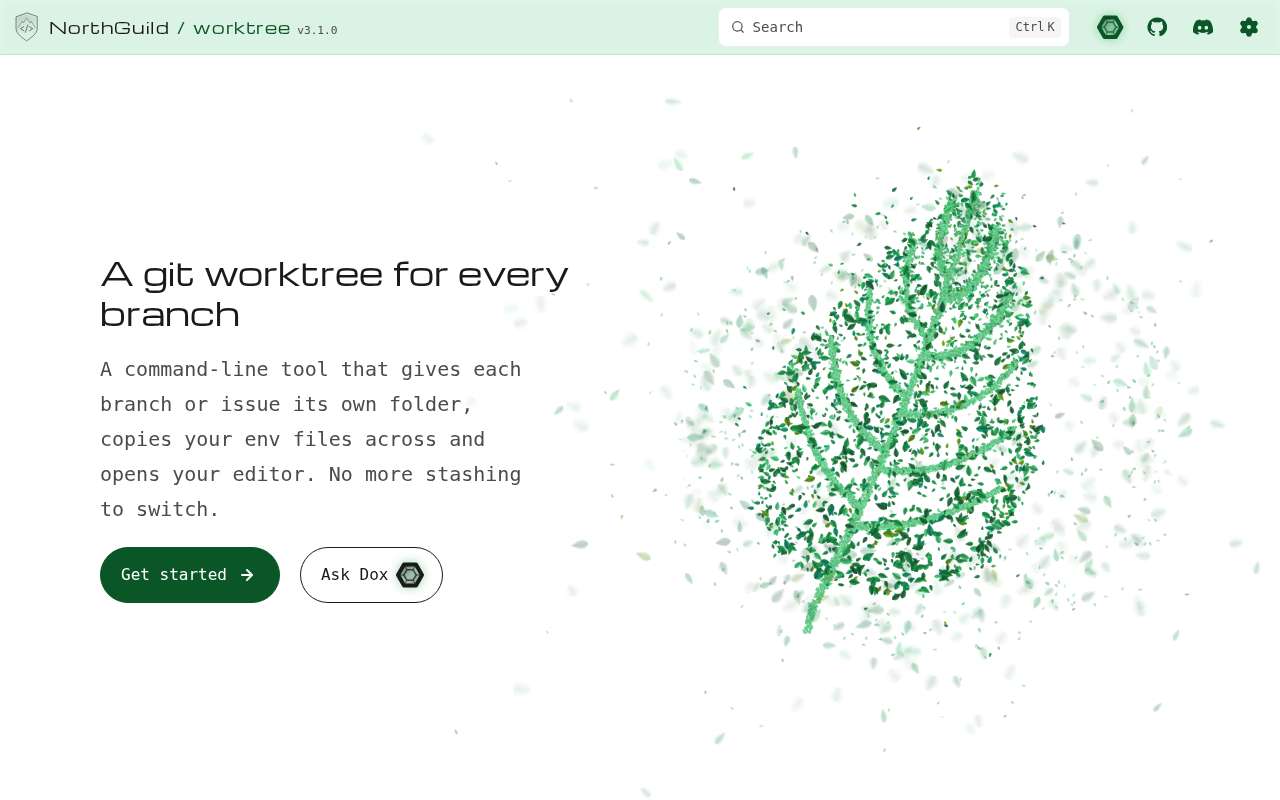 NorthGuild / worktree v3.1.0
Search
Ctrl K
A git worktree for every
branch
A command-line tool that gives each
branch or issue its own folder,
copies your env files across and
opens your editor. No more stashing
to switch.
Get started
Ask Dox